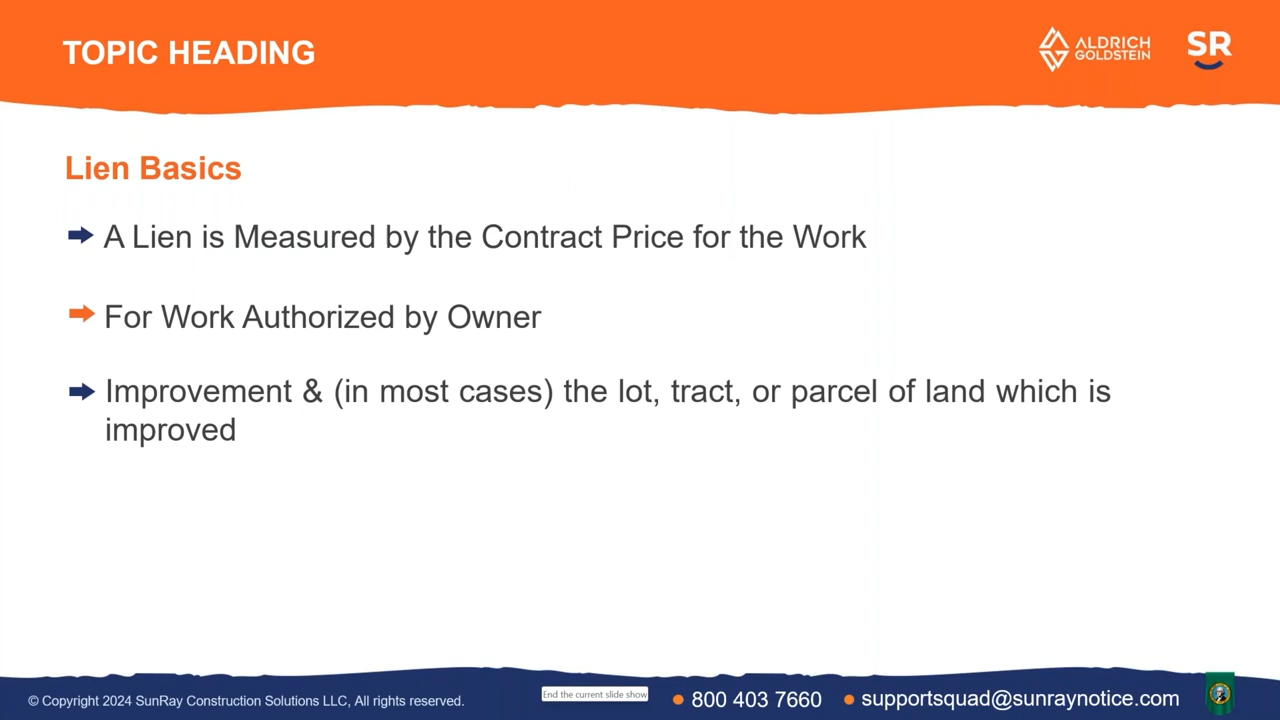 TOPIC HEADING
ALDRICH
GOLDSTEIN
SR
Lien Basics
A Lien is Measured by the Contract Price for the Work
For Work Authorized by Owner
Improvement & (in most cases) the lot, tract, or parcel of land which is
improved
© Copyright 2024 SunRay Construction Solutions LLC, All rights reserved.
End the current slide show
800 403 7660
supportsquad@sunraynotice.com